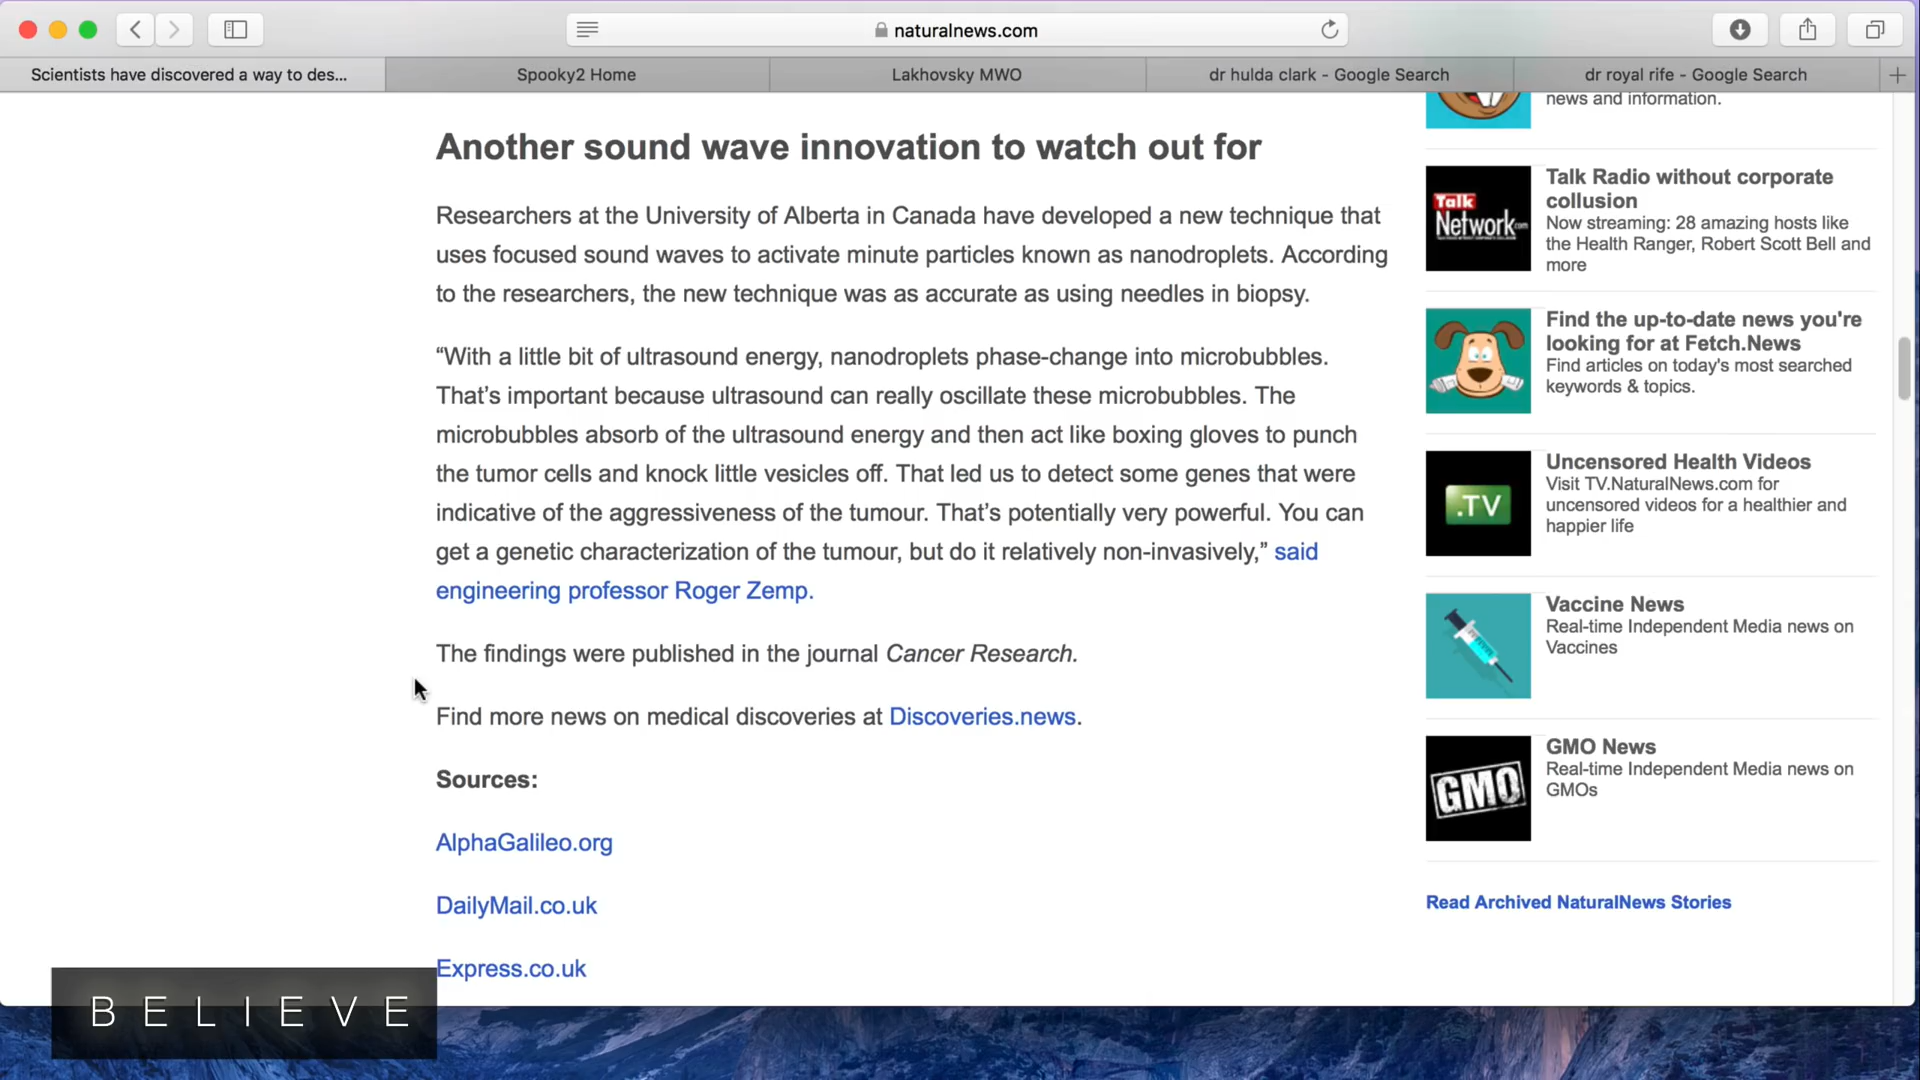 naturalnews.com
Scientists have discovered a way to des...
Spooky2 Home
Lakhovsky MWO
dr hulda clark - Google Search
dr royal rife - Google Search
Another sound wave innovation to watch out for
Researchers at the University of Alberta in Canada have developed a new technique that
uses focused sound waves to activate minute particles known as nanodroplets. According
to the researchers, the new technique was as accurate as using needles in biopsy.
“With a little bit of ultrasound energy, nanodroplets phase-change into microbubbles.
That’s important because ultrasound can really oscillate these microbubbles. The
microbubbles absorb of the ultrasound energy and then act like boxing gloves to punch
the tumor cells and knock little vesicles off. That led us to detect some genes that were
indicative of the aggressiveness of the tumour. That’s potentially very powerful. You can
get a genetic characterization of the tumour, but do it relatively non-invasively,” said
engineering professor Roger Zemp.
The findings were published in the journal Cancer Research.
Find more news on medical discoveries at Discoveries.news.
Sources:
AlphaGalileo.org
DailyMail.co.uk
Express.co.uk
news and information.
Talk
Network.com
Talk Radio without corporate
collusion
Now streaming: 28 amazing hosts like
the Health Ranger, Robert Scott Bell and
more
Find the up-to-date news you're
looking for at Fetch.News
Find articles on today's most searched
keywords & topics.
.TV
Uncensored Health Videos
Visit TV.NaturalNews.com for
uncensored videos for a healthier and
happier life
Vaccine News
Real-time Independent Media news on
Vaccines
GMO
GMO News
Real-time Independent Media news on
GMOs
Read Archived NaturalNews Stories
BELIEVE